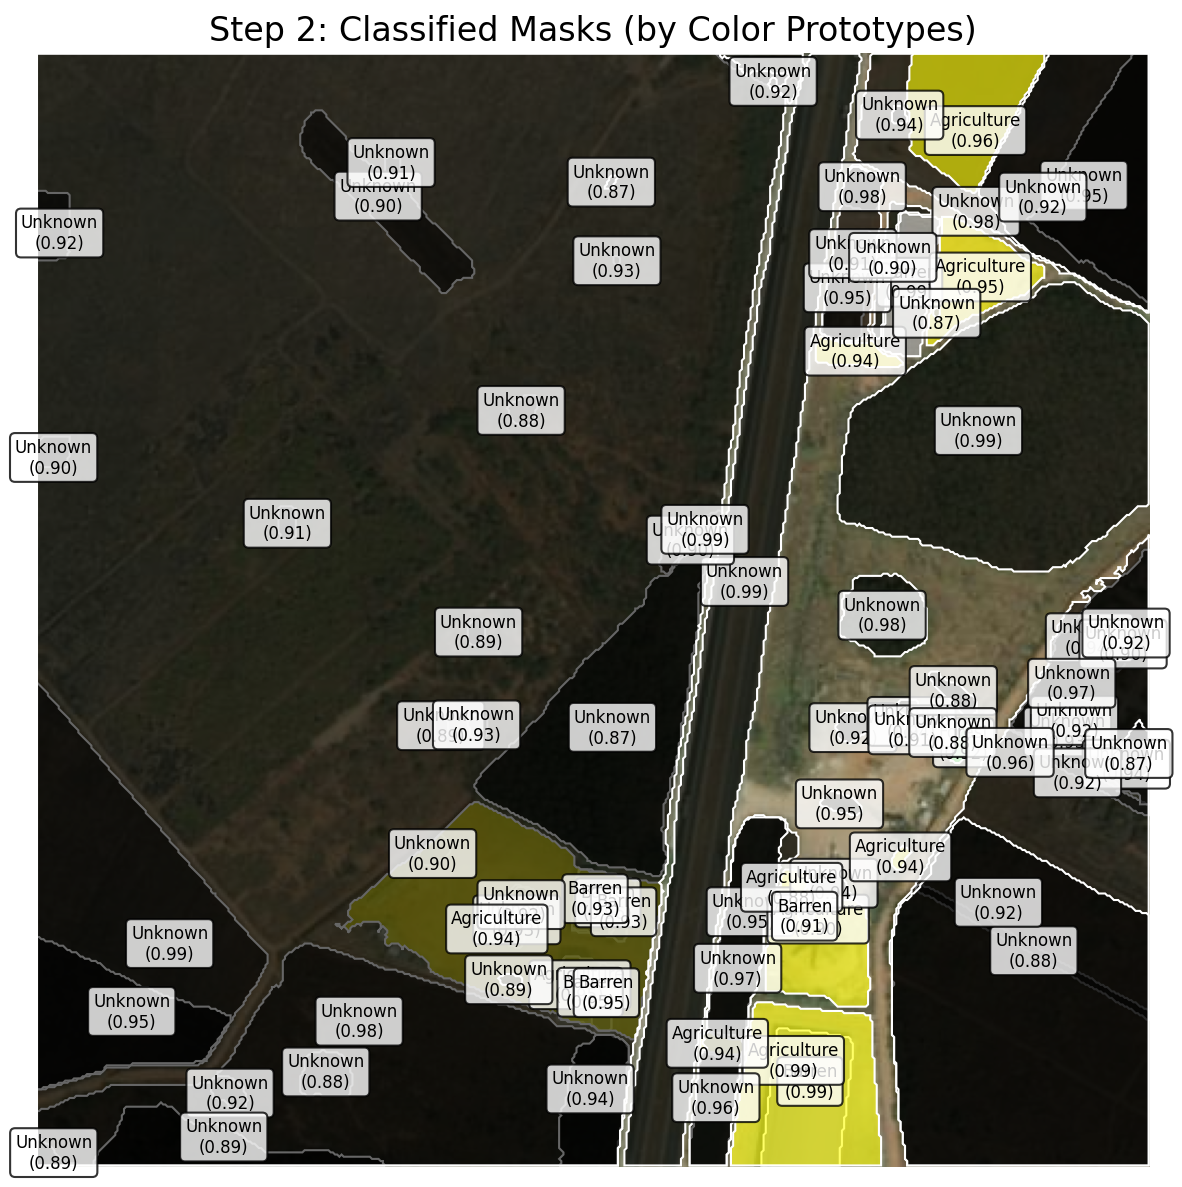 Step 2: Classified Masks (by Color Prototypes)
Unknown
(0.92)
Unknown
(0.94)
Agriculture
(0.96)
Unknown
(0.91)
Unknown
(0.90)
Unknown
(0.87)
Unknown
(0.98)
Unknown
(0.92)
Unknown
(0.98)
Unknown
(0.92)
Unknown
(0.93)
Unknown
(0.90)
Agriculture
(0.95)
(0.95)
Unknown
(0.87)
Agriculture
(0.94)
Unknown
(0.88)
Unknown
(0.99)
Unknown
(0.90)
Unknown
(0.91)
Unknown
(0.99)
Unknown
(0.99)
Unknown
(0.98)
Unknown
(0.89)
Unknown
(0.92)
Unknown
(0.97)
Unknown
(0.88)
Unknown
(0.93)
Unknown
(0.87)
Unknown
(0.96)
Unknown
(0.87)
Unknown
(0.92)
Unknown
(0.95)
Unknown
(0.90)
Agriculture
(0.94)
Agriculture
Unknown
Barren
(0.93)
Barren
(0.93)
Barren
(0.91)
Agriculture
(0.94)
Unknown
(0.92)
Unknown
(0.88)
Unknown
(0.99)
Unknown
(0.97)
Unknown
(0.89)
Barren
(0.95)
Unknown
(0.95)
Unknown
(0.98)
Agriculture
(0.94)
Agriculture
(0.99)
(0.99)
Unknown
(0.88)
Unknown
(0.92)
Unknown
(0.94)
Unknown
(0.96)
Unknown
(0.89)
Unknown
(0.89)